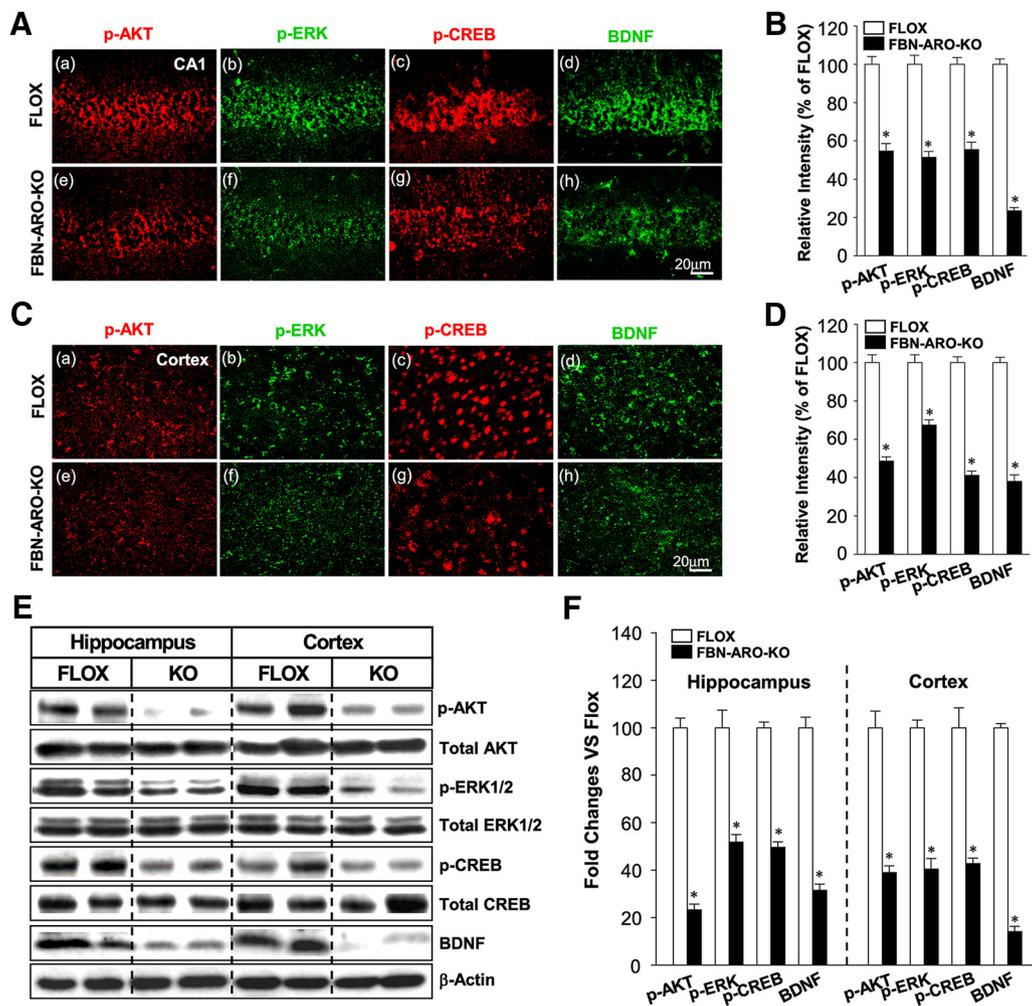 A
p-AKT p-ERK p-CREB BDNF
FLOX
(a) CA1 (b) (c) (d)
FBN-ARO-KO
(e) (f) (g) (h)
20μm
B
FLOX
FBN-ARO-KO
Relative Intensity (% of FLOX)
120
100
80
60
40
20
0
* * * *
p-AKT p-ERK p-CREB BDNF
C
p-AKT p-ERK p-CREB BDNF
FLOX
(a) Cortex (b) (c) (d)
FBN-ARO-KO
(e) (f) (g) (h)
20μm
D
FLOX
FBN-ARO-KO
Relative Intensity (% of FLOX)
120
100
80
60
40
20
0
* * * *
p-AKT p-ERK p-CREB BDNF
E
Hippocampus Cortex
FLOX KO FLOX KO
p-AKT
Total AKT
p-ERK1/2
Total ERK1/2
p-CREB
Total CREB
BDNF
β-Actin
F
FLOX
FBN-ARO-KO
Hippocampus Cortex
Fold Changes VS Flox
140
120
100
80
60
40
20
0
* * * * * * * *
p-AKT p-ERK p-CREB BDNF p-AKT p-ERK p-CREB BDNF